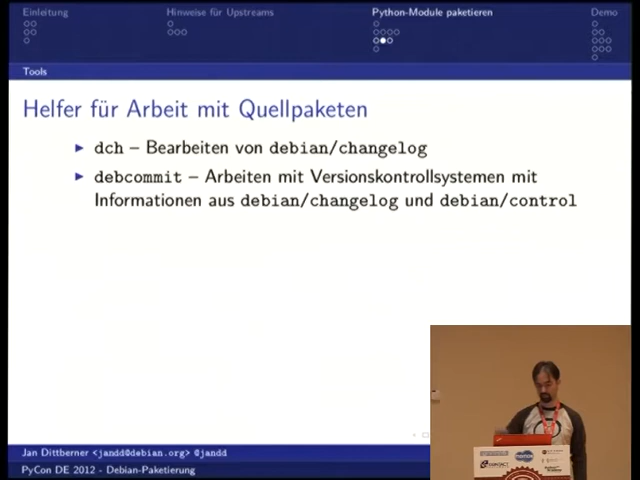 Einleitung
Hinweise für Upstreams
Python-Module paketieren
Demo
Tools
Helfer für Arbeit mit Quellpaketen
dch – Bearbeiten von debian/changelog
debcommit – Arbeiten mit Versionskontrollsystemen mit
Informationen aus debian/changelog und debian/control
Jan Dittberner <jandd@debian.org> @jandd
PyCon DE 2012 - Debian-Paketierung